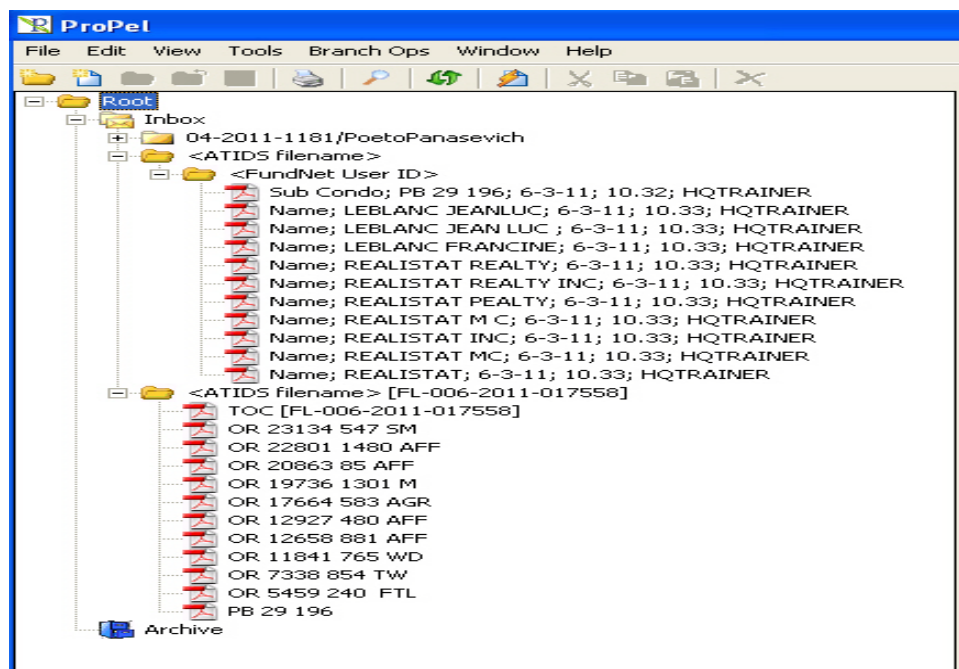 ProPel
File Edit View Tools Branch Ops Window Help
Root
Inbox
04-2011-1181/PoetoPanasevich
<ATIDS filename>
<FundNet User ID>
Sub Condo; PB 29 196; 6-3-11; 10.32; HQTRAINER
Name; LEBLANC JEANLUC; 6-3-11; 10.33; HQTRAINER
Name; LEBLANC JEAN LUC ; 6-3-11; 10.33; HQTRAINER
Name; LEBLANC FRANCINE; 6-3-11; 10.33; HQTRAINER
Name; REALISTAT REALTY; 6-3-11; 10.33; HQTRAINER
Name; REALISTAT REALTY INC; 6-3-11; 10.33; HQTRAINER
Name; REALISTAT PEALTY; 6-3-11; 10.33; HQTRAINER
Name; REALISTAT M C; 6-3-11; 10.33; HQTRAINER
Name; REALISTAT INC; 6-3-11; 10.33; HQTRAINER
Name; REALISTAT MC; 6-3-11; 10.33; HQTRAINER
Name; REALISTAT; 6-3-11; 10.33; HQTRAINER
<ATIDS filename> [FL-006-2011-017558]
TOC [FL-006-2011-017558]
OR 23134 547 SM
OR 22801 1480 AFF
OR 20863 85 AFF
OR 19736 1301 M
OR 17664 583 AGR
OR 12927 480 AFF
OR 12658 881 AFF
OR 11841 765 WD
OR 7338 854 TW
OR 5459 240 FTL
PB 29 196
Archive